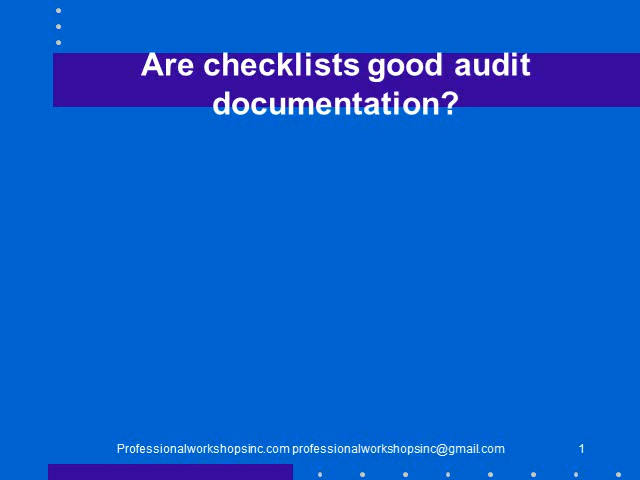 Are checklists good audit
documentation?
Professionalworkshopsinc.com professionalworkshopsinc@gmail.com 1